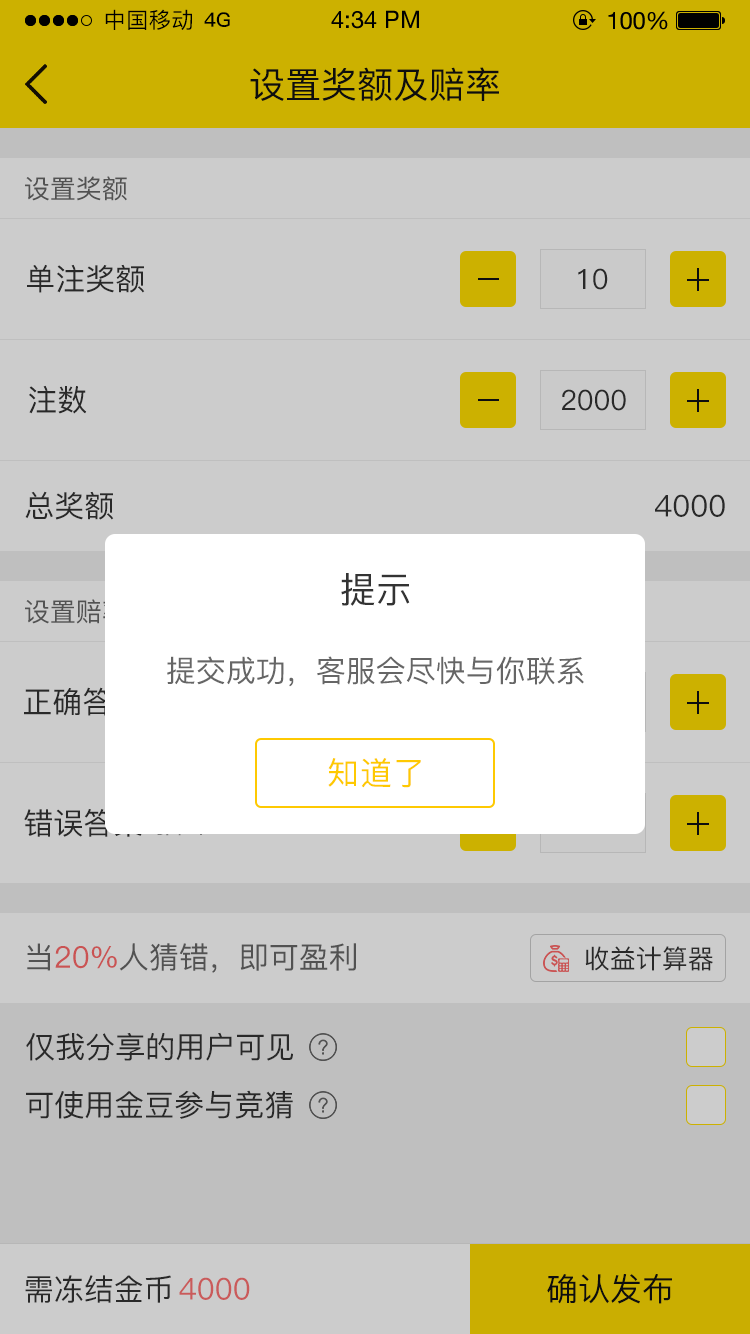 中国移动 4G 4:34 PM 100%
设置奖额及赔率
设置奖额
单注奖额 10
注数 2000
总奖额 4000
设置赔
提示
提交成功，客服会尽快与你联系
知道了
正确答
错误答
当20%人猜错，即可盈利 收益计算器
仅我分享的用户可见 ?
可使用金豆参与竞猜 ?
需冻结金币 4000 确认发布